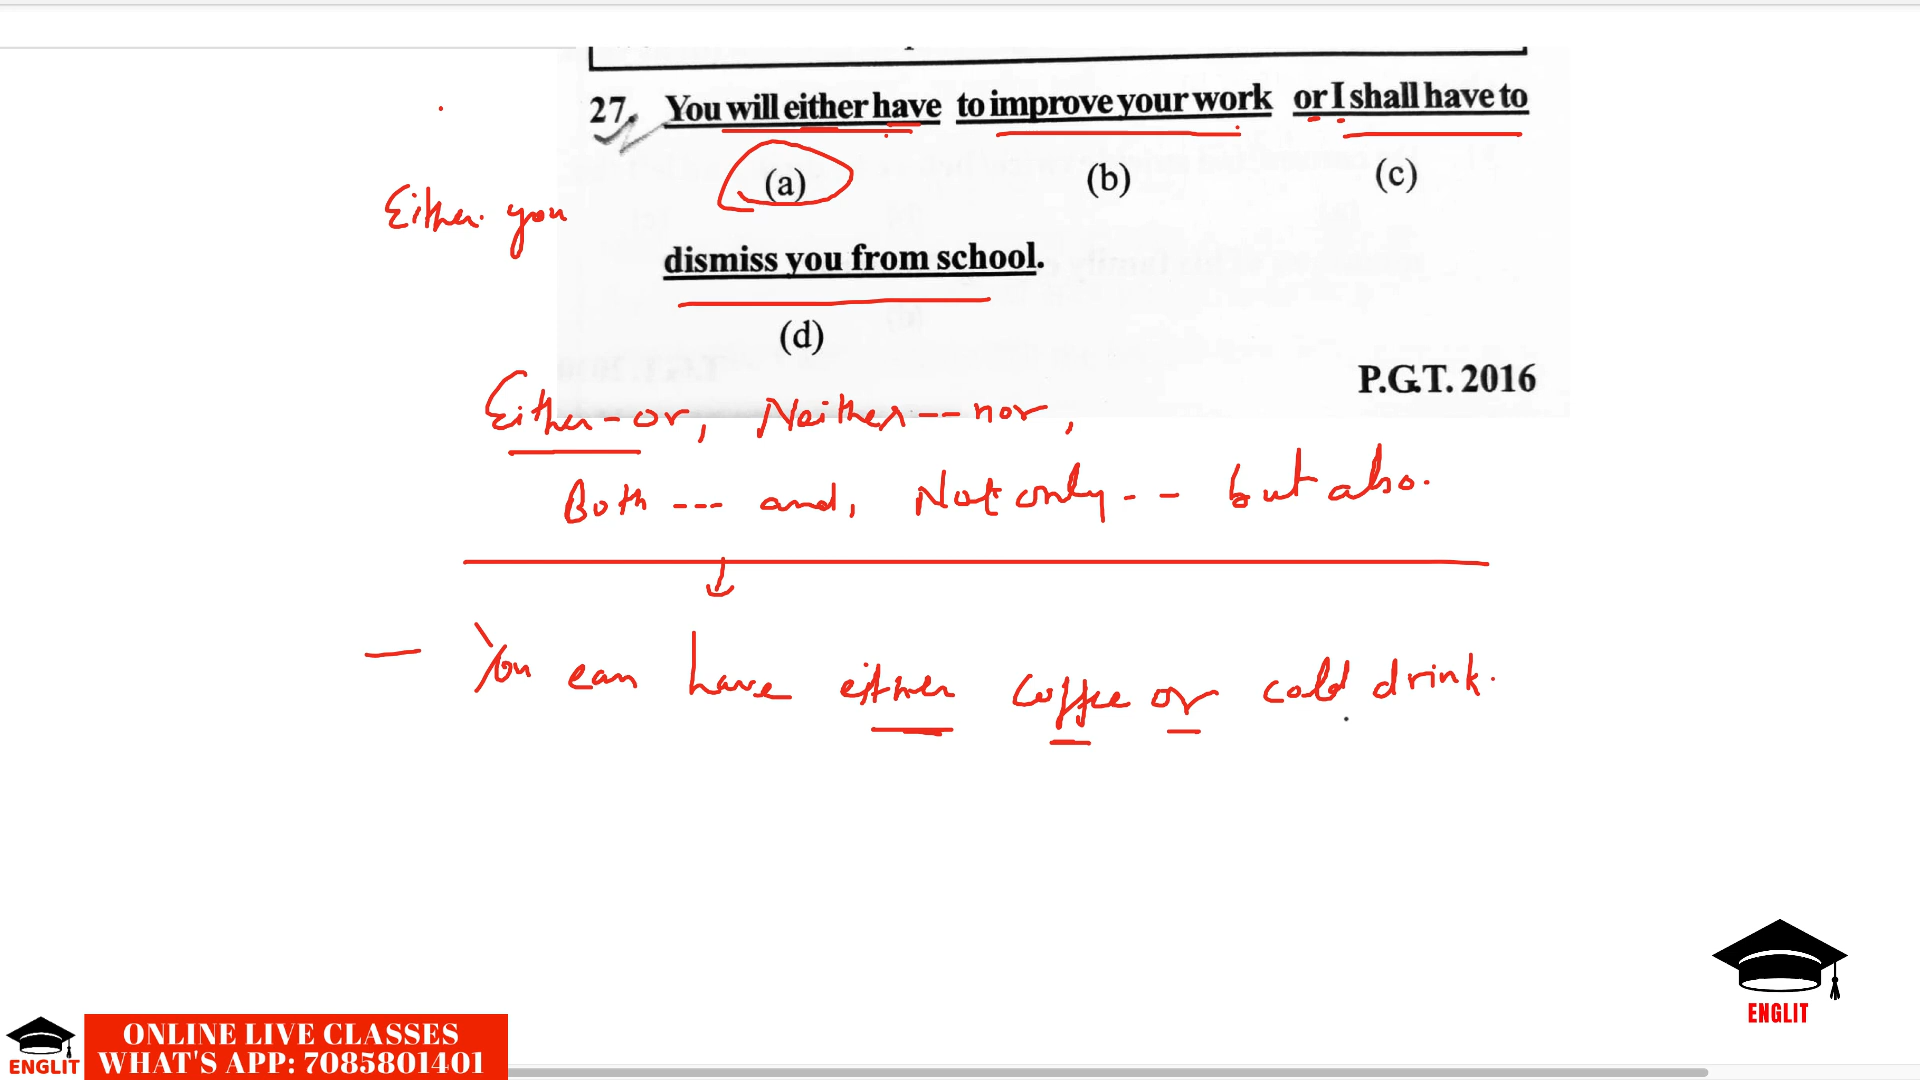 27. You will either have to improve your work or I shall have to
(a) (b) (c)
Either you
dismiss you from school.
(d)
P.G.T. 2016
Either - or, Neither -- nor,
Both --- and, Not only -- but also.
You can have either coffee or cold drink.
ENGLIT
ONLINE LIVE CLASSES
WHAT'S APP: 7085801401
ENGLIT